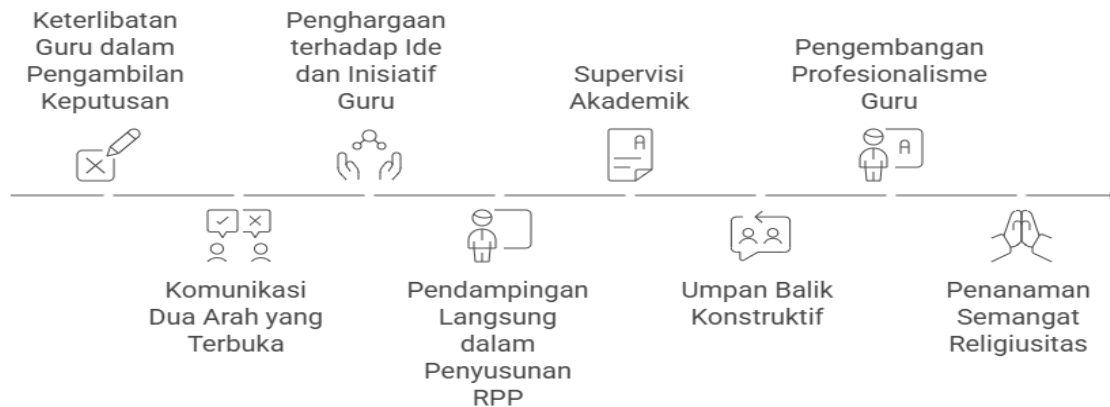 Keterlibatan
Guru dalam
Pengambilan
Keputusan
Komunikasi
Dua Arah yang
Terbuka
Penghargaan
terhadap Ide
dan Inisiatif
Guru
Pendampingan
Langsung
dalam
Penyusunan
RPP
Supervisi
Akademik
A
Umpan Balik
Konstruktif
Pengembangan
Profesionalisme
Guru
A
Penanaman
Semangat
Religiusitas